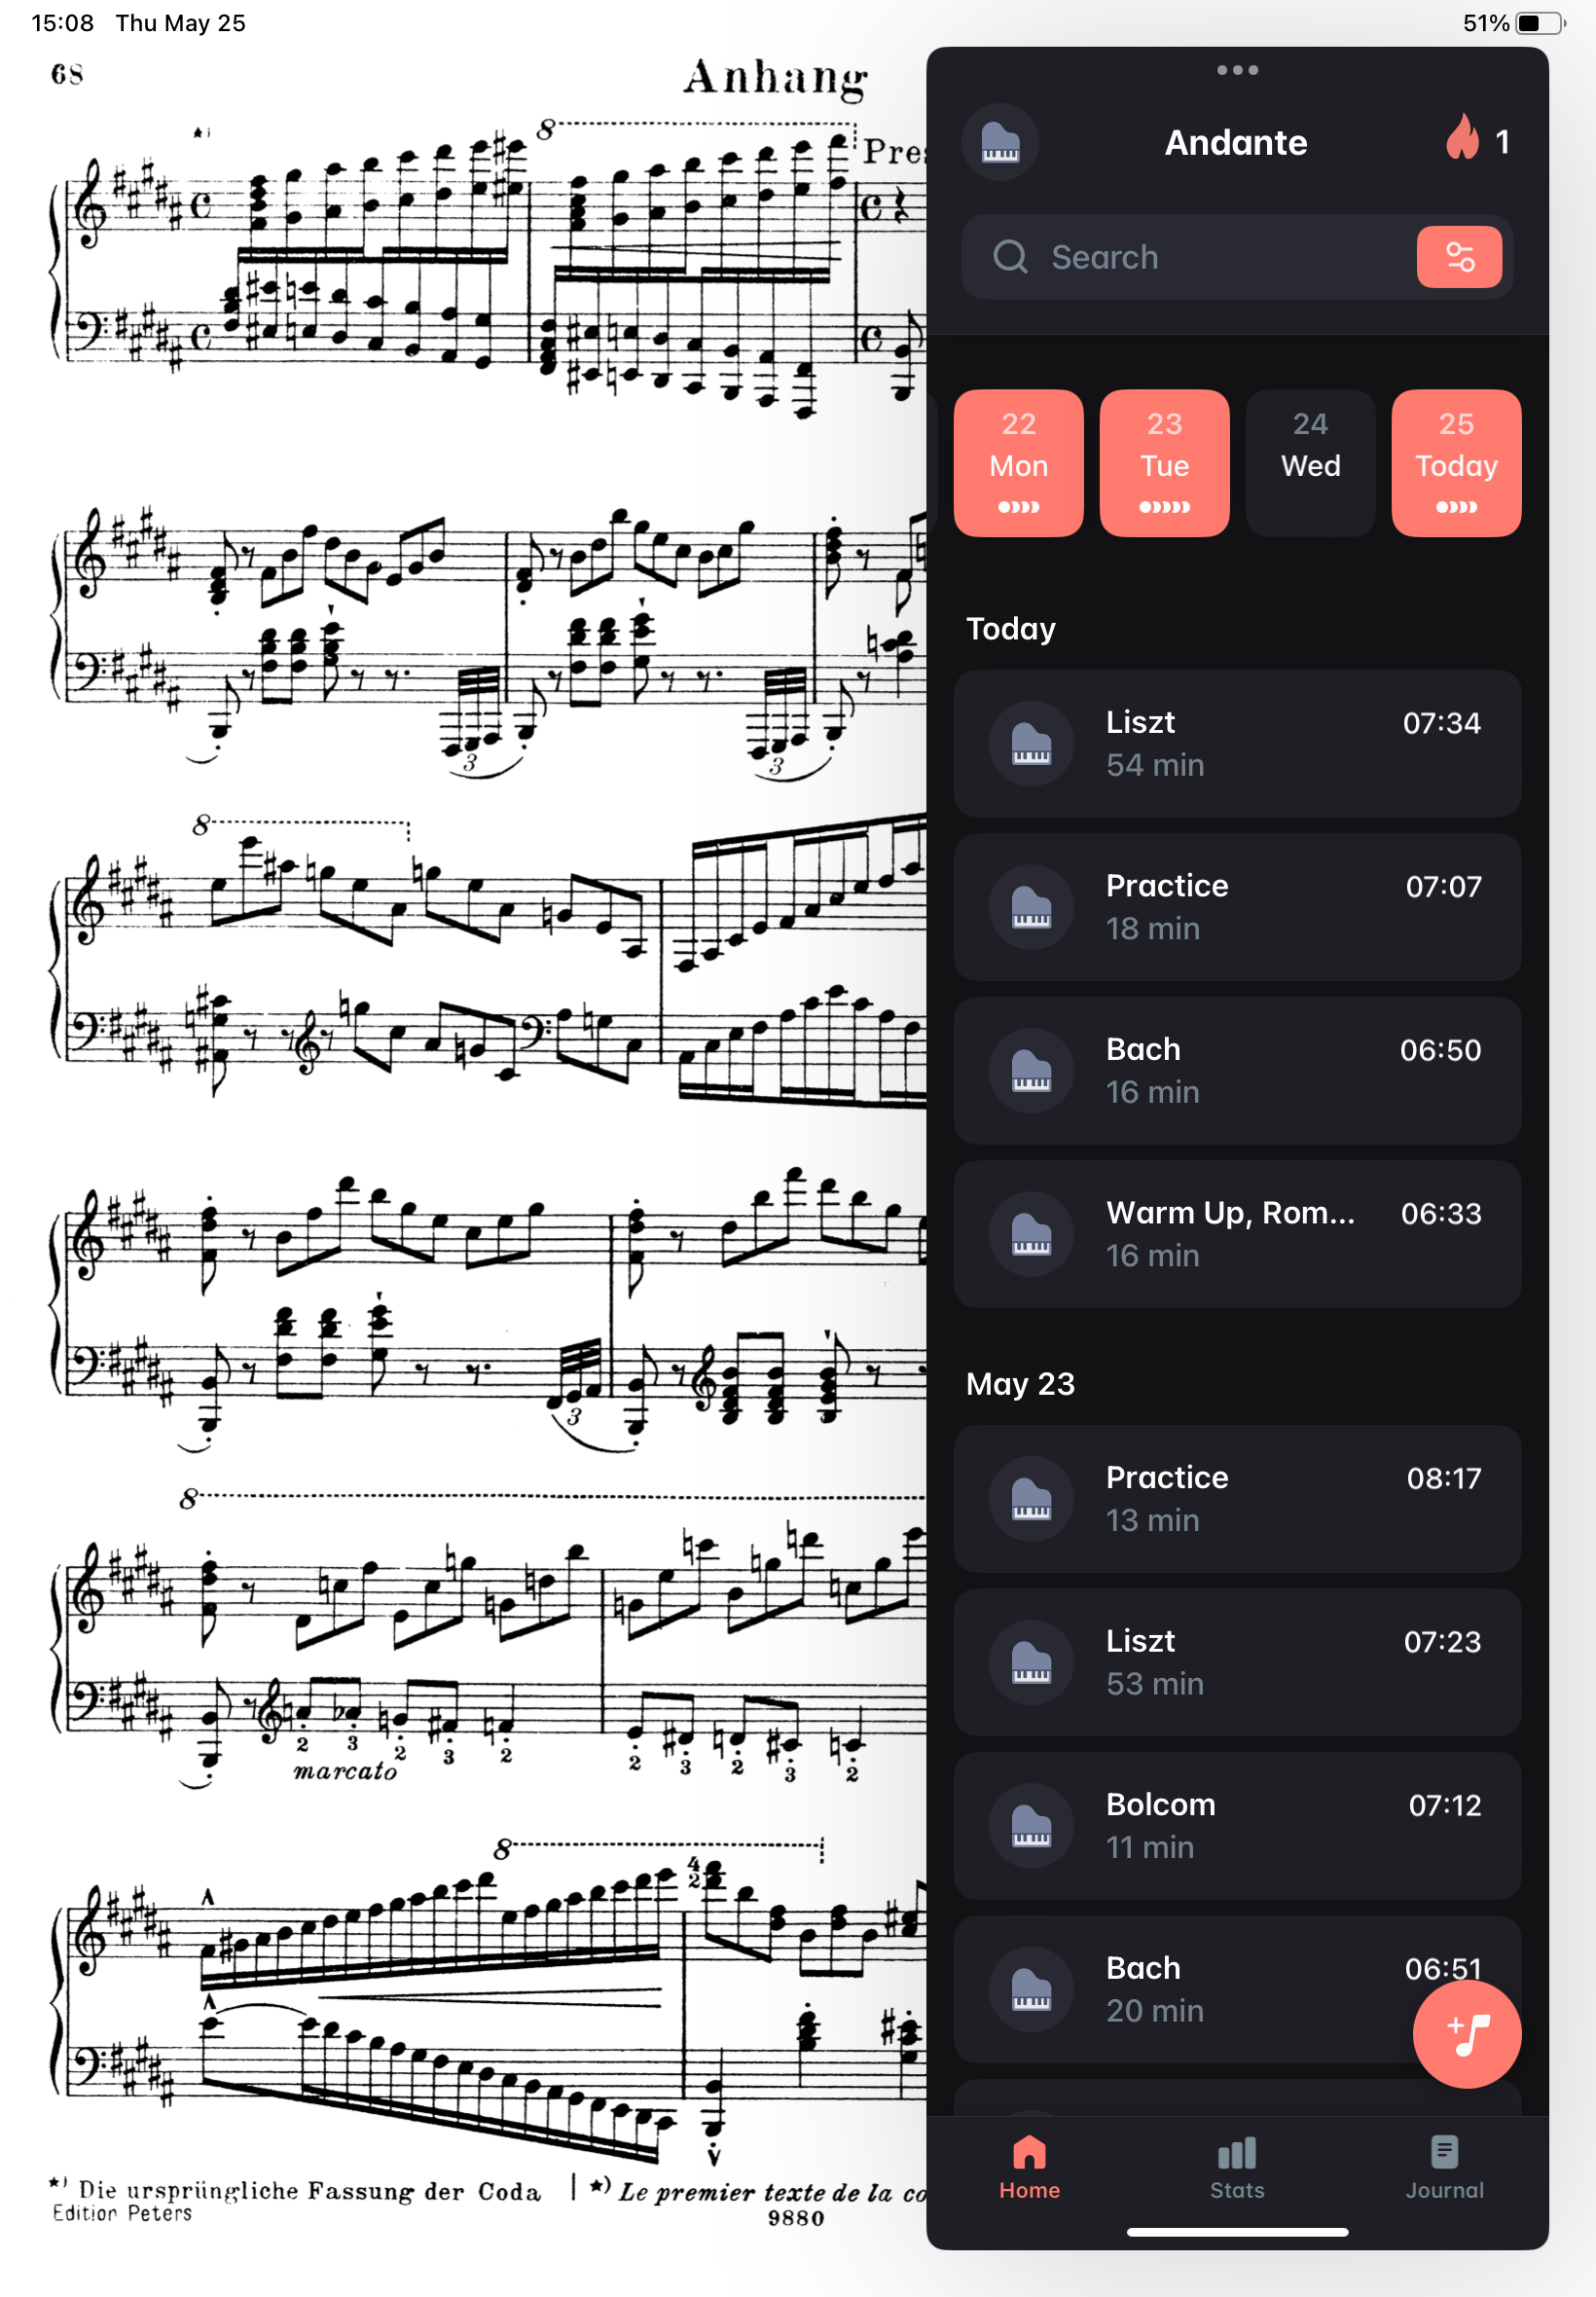 15:08 Thu May 25
51%
68
Anhang
8
8
3
3
8
3
8
2 3 2 3 2
2 3 2 3 2
marcato
8
4
2
*) Die ursprüngliche Fassung der Coda | *) Le premier texte de la
Edition Peters
9880
Andante
1
Search
22
Mon
23
Tue
24
Wed
25
Today
Today
Liszt 07:34
54 min
Practice 07:07
18 min
Bach 06:50
16 min
Warm Up, Rom... 06:33
16 min
May 23
Practice 08:17
13 min
Liszt 07:23
53 min
Bolcom 07:12
11 min
Bach 06:51
20 min
Home Stats Journal